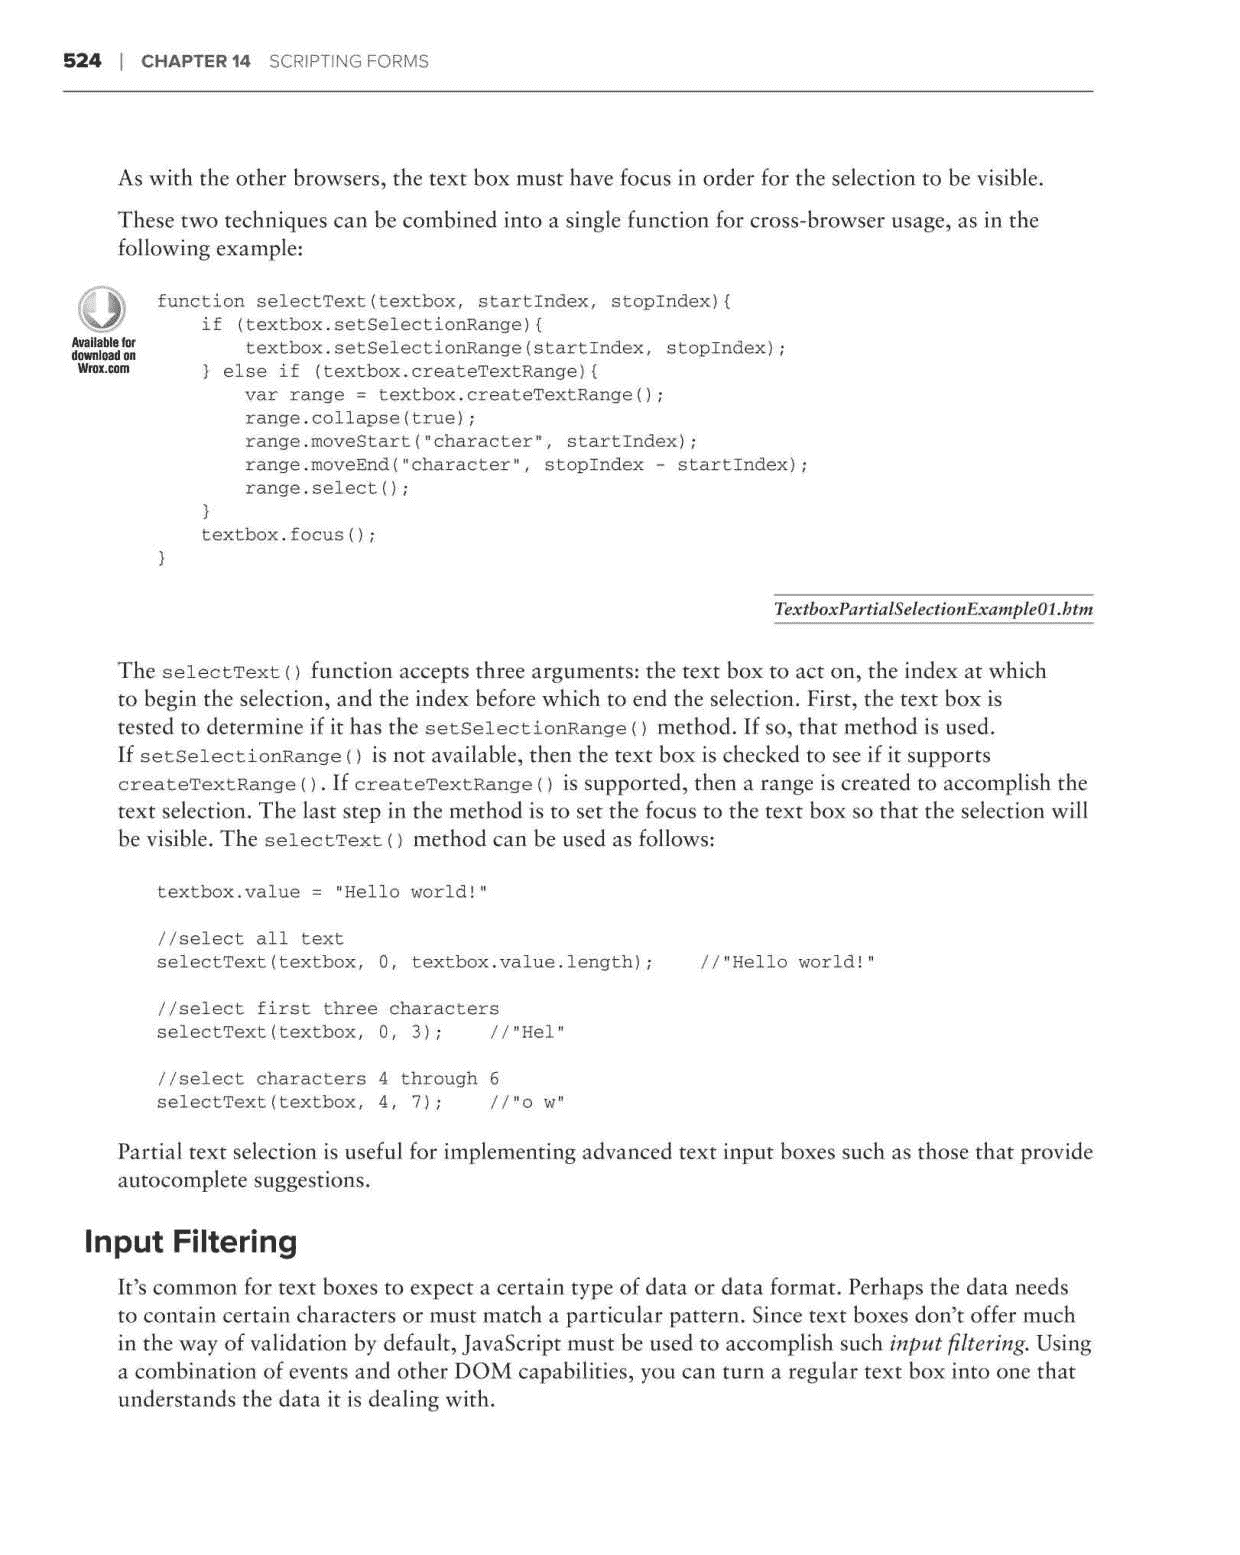 524 | CHAPTER 14 SCRIPTING FORMS
As with the other browsers, the text box must have focus in order for the selection to be visible.
These two techniques can be combined into a single function for cross-browser usage, as in the
following example:
Available for
download on
Wrox.com
function selectText(textbox, startIndex, stopIndex){
    if (textbox.setSelectionRange){
        textbox.setSelectionRange(startIndex, stopIndex);
    } else if (textbox.createTextRange){
        var range = textbox.createTextRange();
        range.collapse(true);
        range.moveStart("character", startIndex);
        range.moveEnd("character", stopIndex - startIndex);
        range.select();
    }
    textbox.focus();
}
TextboxPartialSelectionExample01.htm
The selectText() function accepts three arguments: the text box to act on, the index at which
to begin the selection, and the index before which to end the selection. First, the text box is
tested to determine if it has the setSelectionRange() method. If so, that method is used.
If setSelectionRange() is not available, then the text box is checked to see if it supports
createTextRange(). If createTextRange() is supported, then a range is created to accomplish the
text selection. The last step in the method is to set the focus to the text box so that the selection will
be visible. The selectText() method can be used as follows:
textbox.value = "Hello world!"
//select all text
selectText(textbox, 0, textbox.value.length);    //"Hello world!"
//select first three characters
selectText(textbox, 0, 3);    //"Hel"
//select characters 4 through 6
selectText(textbox, 4, 7);    //"o w"
Partial text selection is useful for implementing advanced text input boxes such as those that provide
autocomplete suggestions.
Input Filtering
It's common for text boxes to expect a certain type of data or data format. Perhaps the data needs
to contain certain characters or must match a particular pattern. Since text boxes don't offer much
in the way of validation by default, JavaScript must be used to accomplish such input filtering. Using
a combination of events and other DOM capabilities, you can turn a regular text box into one that
understands the data it is dealing with.